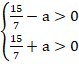 15/7 − a > 0
15/7 + a > 0